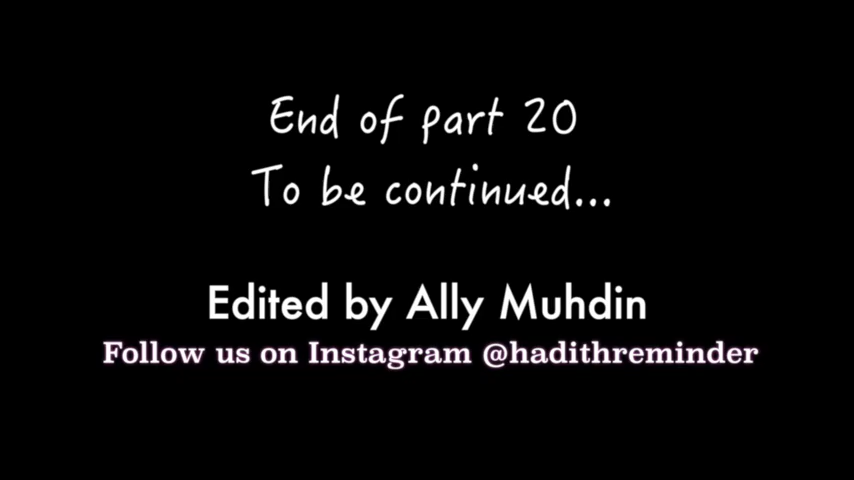 End of part 20
To be continued...
Edited by Ally Muhdin
Follow us on Instagram @hadithreminder